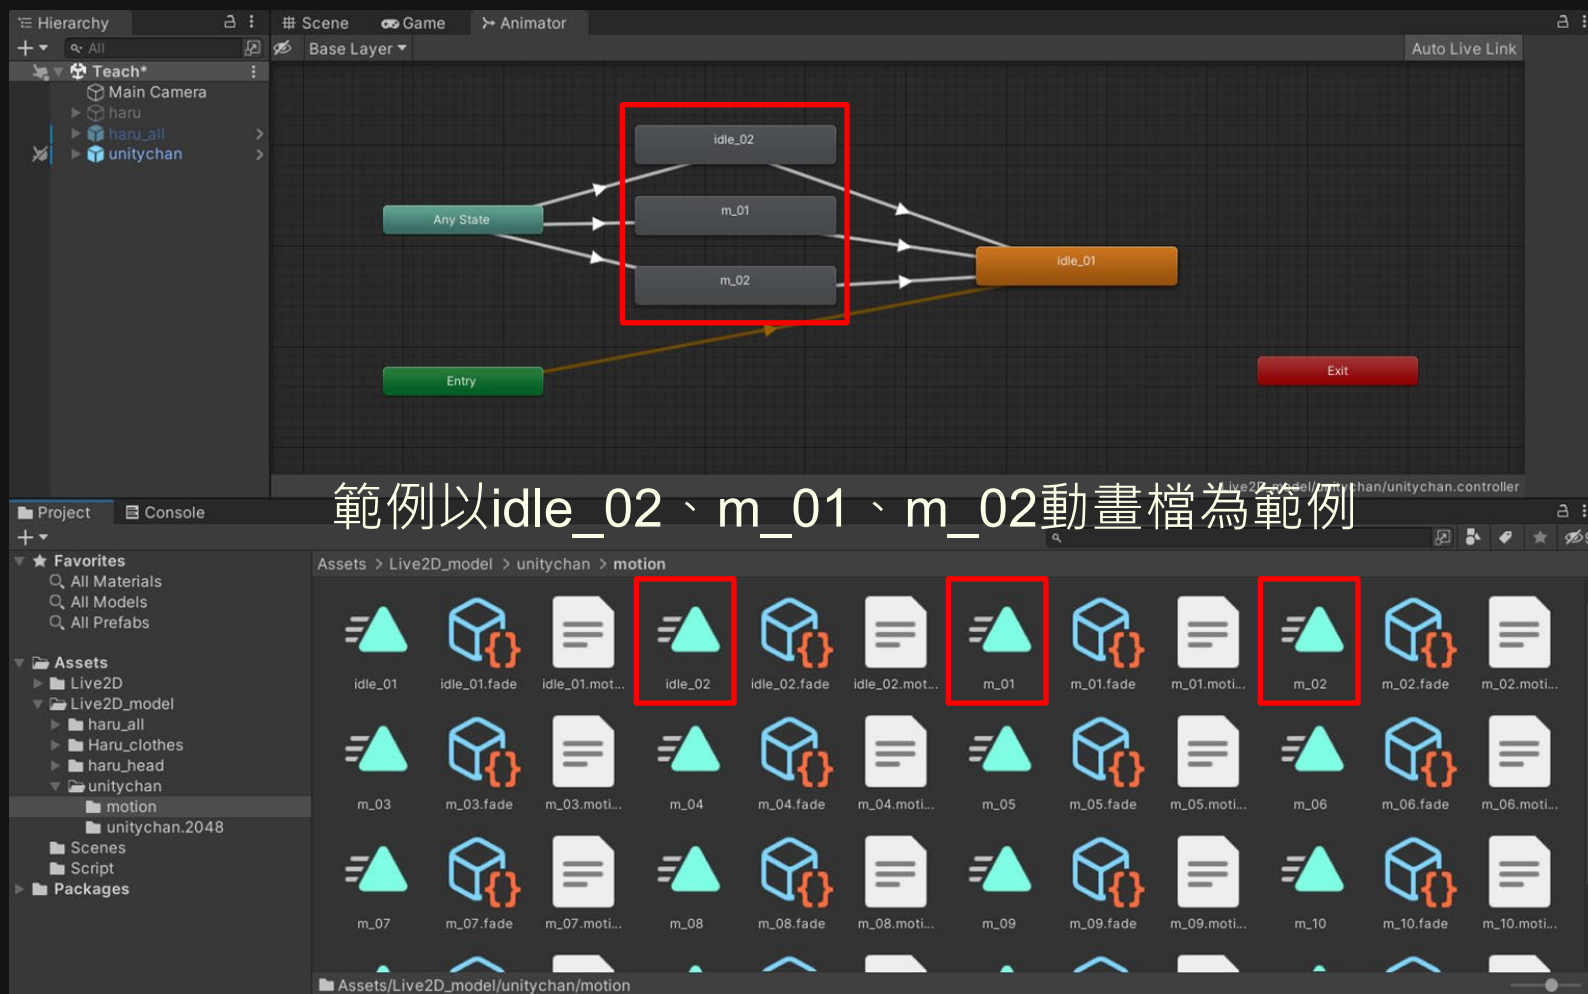 Hierarchy
All
Teach*
Main Camera
haru
haru_all
unitychan
Scene
Game
Animator
Base Layer
Auto Live Link
idle_02
m_01
m_02
Any State
idle_01
Entry
Exit
Live2D_model/unitychan/unitychan.controller
範例以idle_02、m_01、m_02動畫檔為範例
Project
Console
Favorites
All Materials
All Models
All Prefabs
Assets
Live2D
Live2D_model
haru_all
Haru_clothes
haru_head
unitychan
motion
unitychan.2048
Scenes
Script
Packages
Assets > Live2D_model > unitychan > motion
idle_01 idle_01.fade idle_01.mot... idle_02 idle_02.fade idle_02.mot... m_01 m_01.fade m_01.moti... m_02 m_02.fade m_02.moti...
m_03 m_03.fade m_03.moti... m_04 m_04.fade m_04.moti... m_05 m_05.fade m_05.moti... m_06 m_06.fade m_06.moti...
m_07 m_07.fade m_07.moti... m_08 m_08.fade m_08.moti... m_09 m_09.fade m_09.moti... m_10 m_10.fade m_10.moti...
Assets/Live2D_model/unitychan/motion